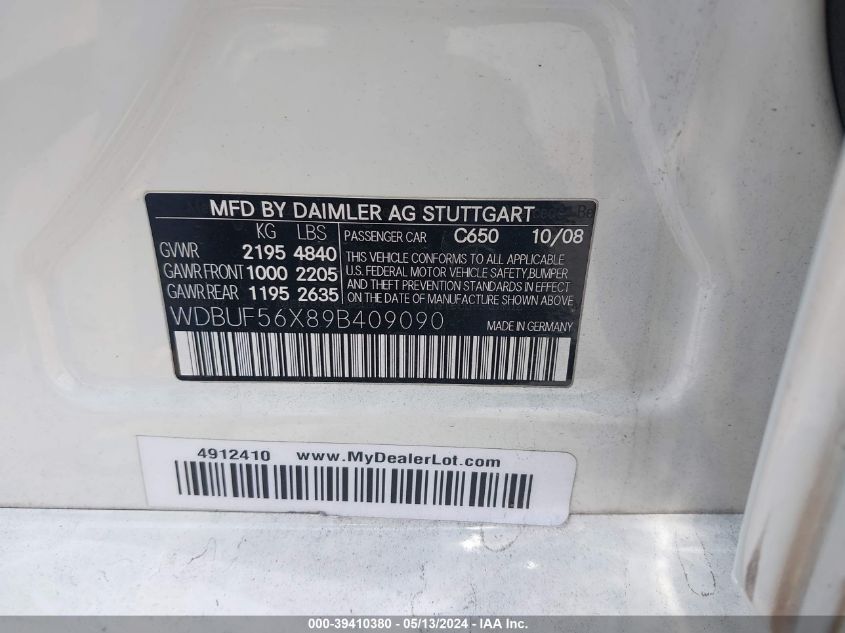 MFD BY DAIMLER AG STUTTGART
KG LBS
GVWR 2195 4840
GAWR FRONT 1000 2205
GAWR REAR 1195 2635
PASSENGER CAR C650 10/08
THIS VEHICLE CONFORMS TO ALL APPLICABLE
U.S. FEDERAL MOTOR VEHICLE SAFETY, BUMPER
AND THEFT PREVENTION STANDARDS IN EFFECT
ON THE DATE OF MANUFACTURE SHOWN ABOVE
WDBUF56X89B409090 MADE IN GERMANY
4912410 www.MyDealerLot.com
000-39410380 - 05/13/2024 - IAA Inc.